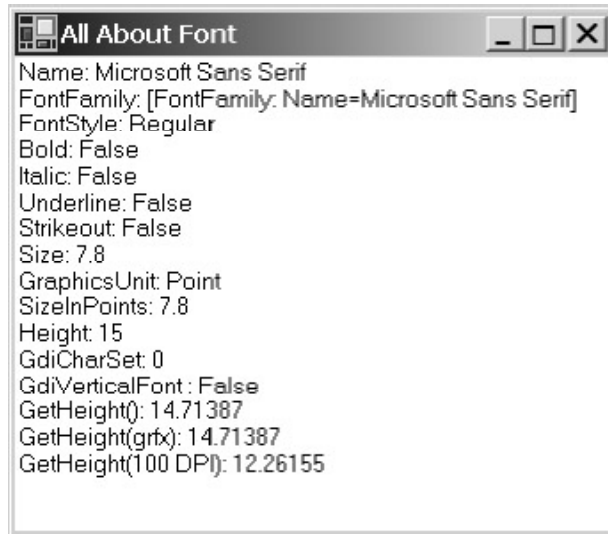 All About Font
Name: Microsoft Sans Serif
FontFamily: [FontFamily: Name=Microsoft Sans Serif]
FontStyle: Regular
Bold: False
Italic: False
Underline: False
Strikeout: False
Size: 7.8
GraphicsUnit: Point
SizeInPoints: 7.8
Height: 15
GdiCharSet: 0
GdiVerticalFont : False
GetHeight(): 14.71387
GetHeight(grfx): 14.71387
GetHeight(100 DPI): 12.26155